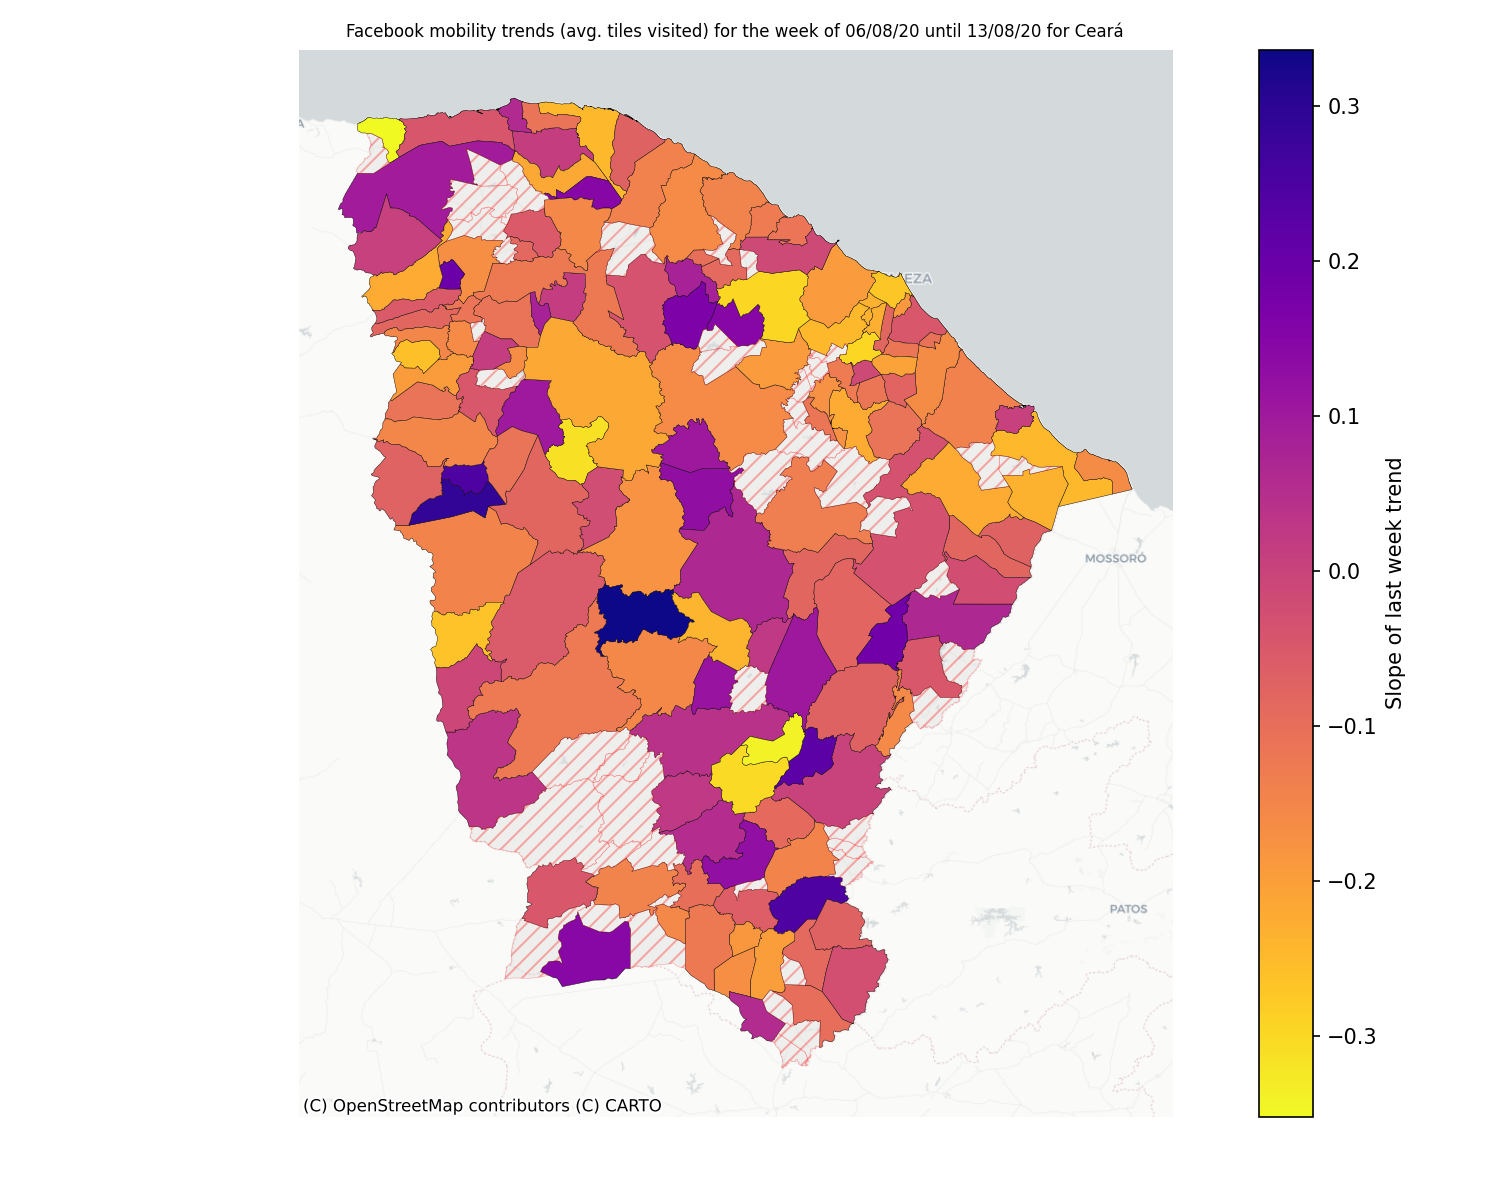 Facebook mobility trends (avg. tiles visited) for the week of 06/08/20 until 13/08/20 for Ceará
0.3
EZA
0.2
0.1
Slope of last week trend
MOSSORÓ
0.0
−0.1
−0.2
PATOS
−0.3
(C) OpenStreetMap contributors (C) CARTO